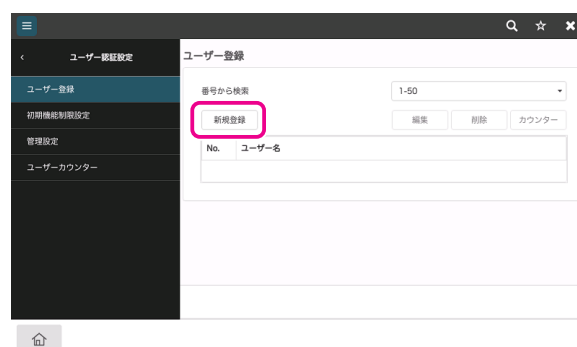 ユーザー認証設定
ユーザー登録
初期機能制限設定
管理設定
ユーザーカウンター
ユーザー登録
番号から検索
1-50
新規登録
編集
削除
カウンター
No.
ユーザー名